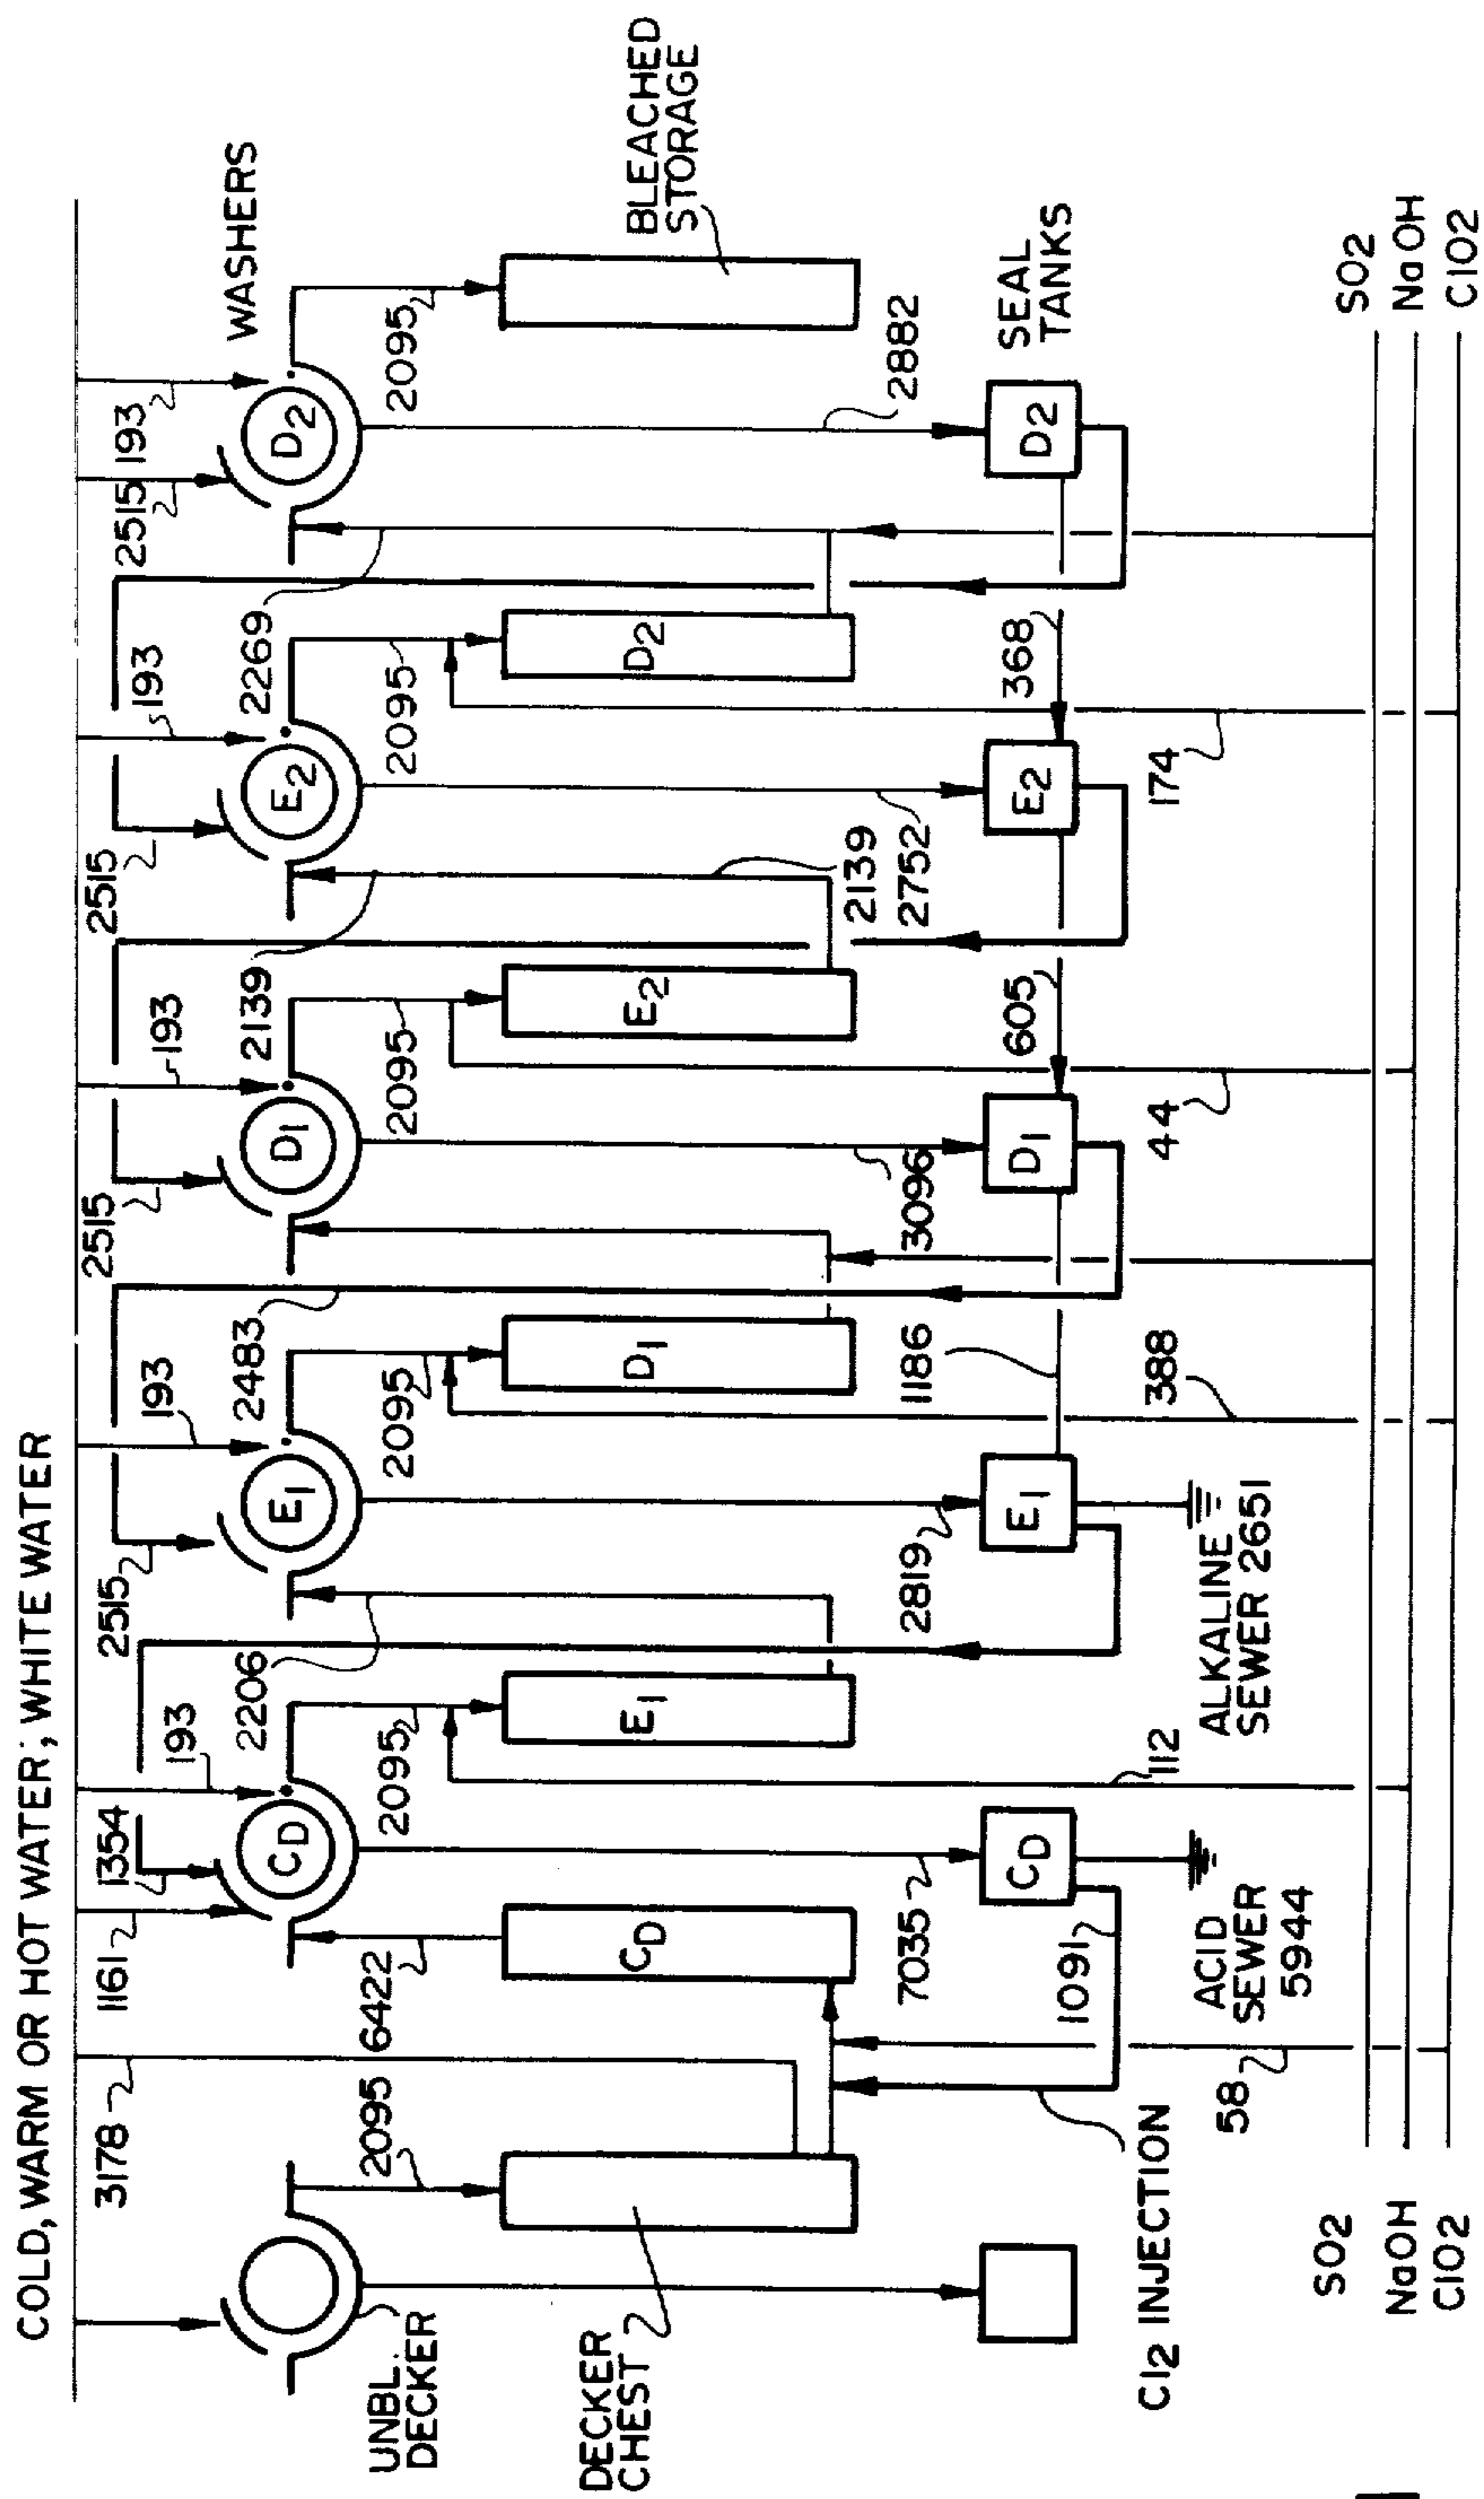 COLD, WARM OR HOT WATER; WHITE WATER
3178
1161
1354
193
2515
193
2515
193
2515
193
2515
193
WASHERS
CD
E1
D1
E2
D2
2206
2483
2139
2269
UNBL.
DECKER
2095
6422
2095
2095
2095
2095
2095
DECKER
CHEST
CD
E1
D1
E2
D2
BLEACHED
STORAGE
7035
2819
1186
3096
2139
2752
2882
1091
605
368
CD
E1
D1
E2
D2
SEAL
TANKS
Cl2 INJECTION
58
ACID
SEWER
5944
112
ALKALINE
SEWER 2651
388
44
174
SO2
NaOH
ClO2
SO2
NaOH
ClO2